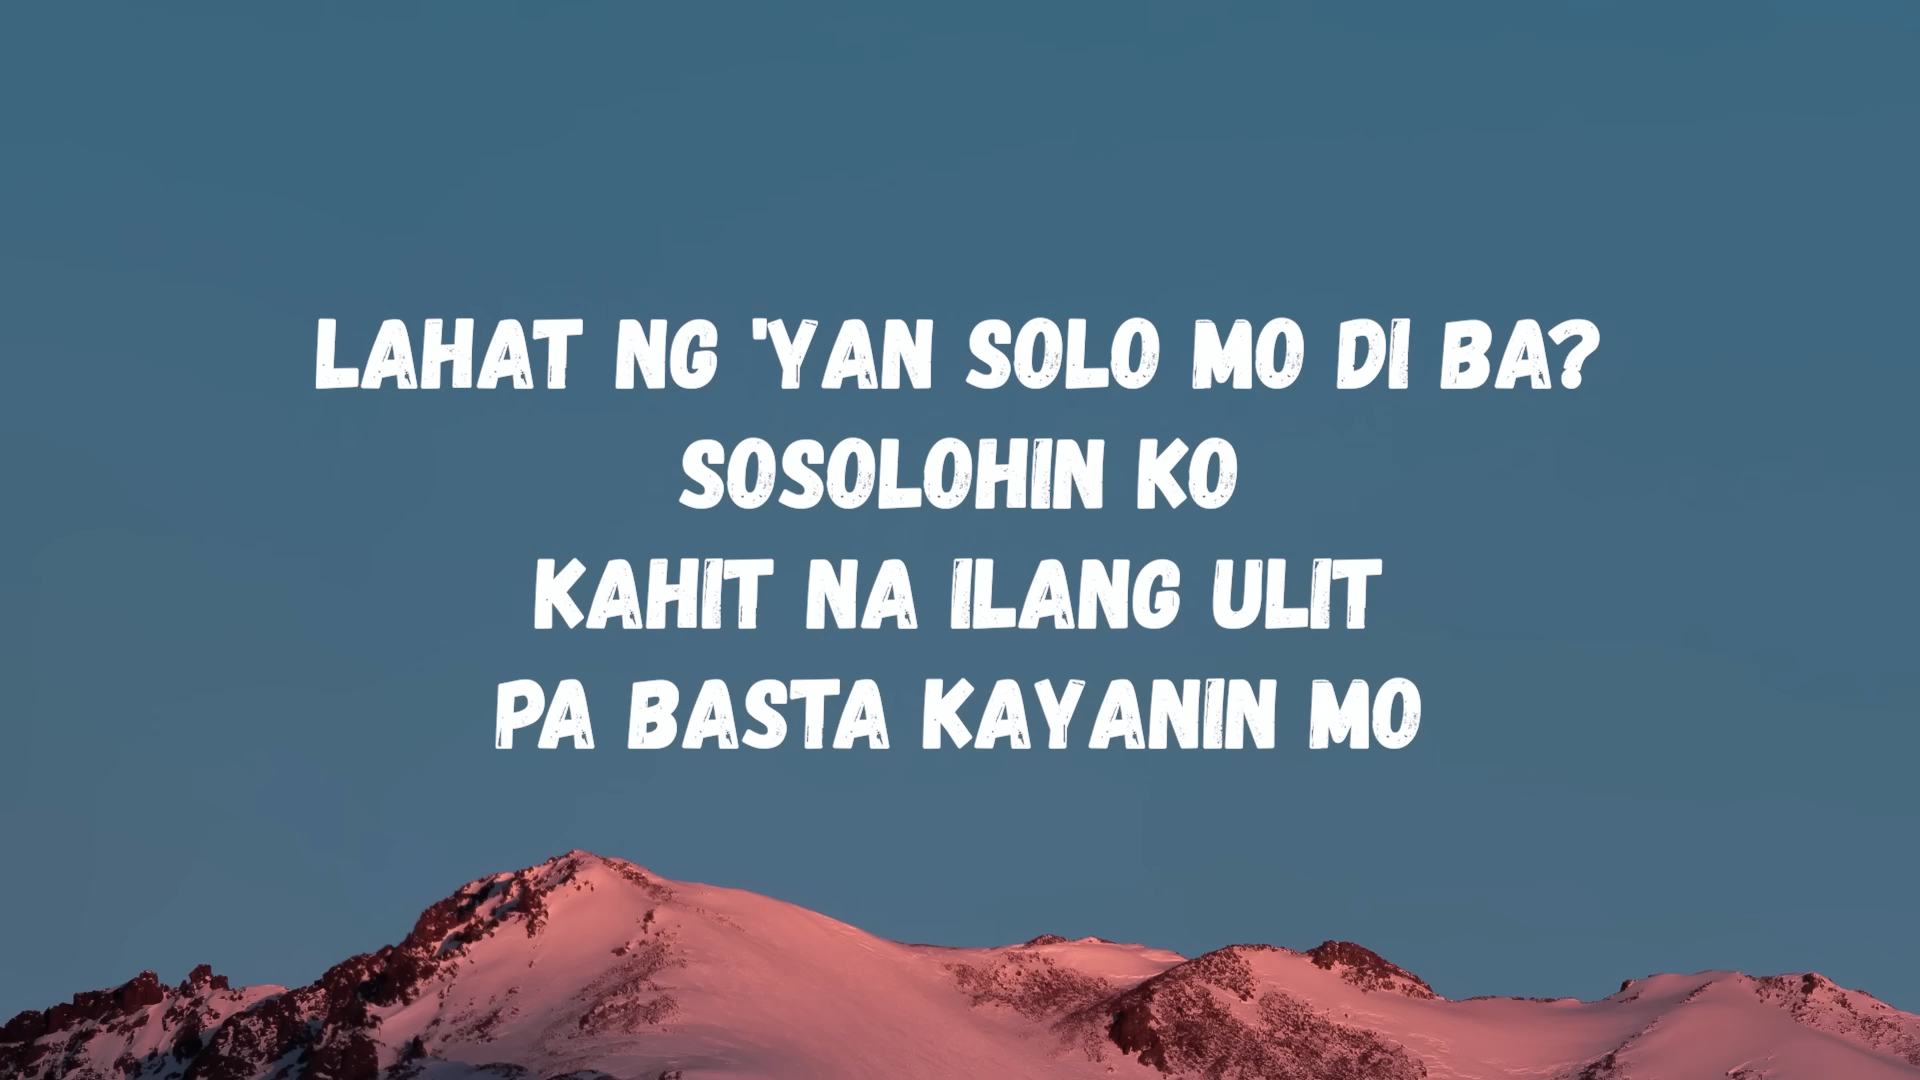 LAHAT NG 'YAN SOLO MO DI BA?
SOSOLOHIN KO
KAHIT NA ILANG ULIT
PA BASTA KAYANIN MO